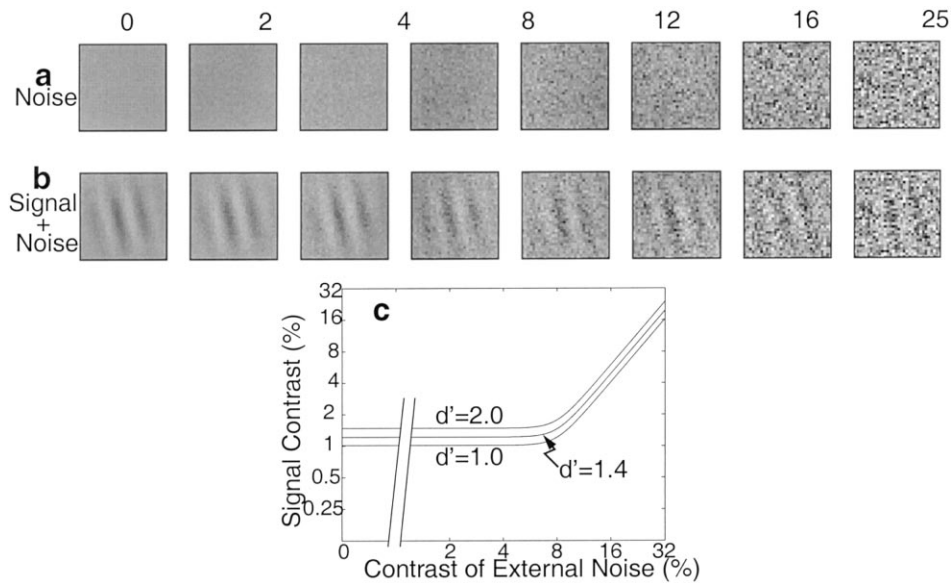 0 2 4 8 12 16 25
a
Noise
b
Signal
+
Noise
c
32
16
8
4
2
1
0.5
0.25
Signal Contrast (%)
d'=2.0
d'=1.0
d'=1.4
0 2 4 8 16 32
Contrast of External Noise (%)